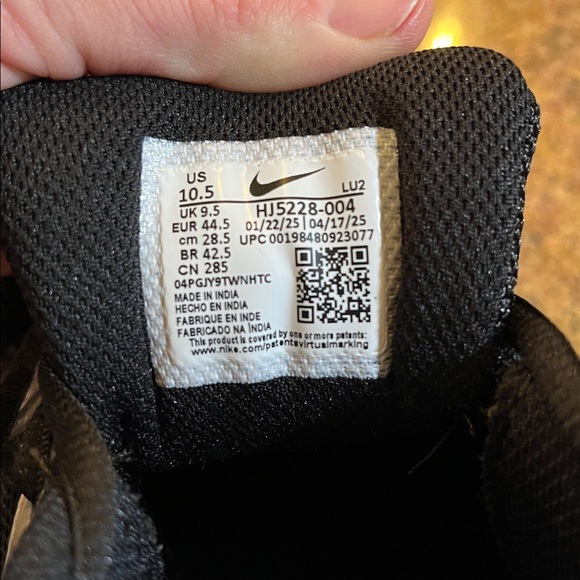 US
10.5
LU2
UK 9.5
HJ5228-004
EUR 44.5
01/22/25 | 04/17/25
cm 28.5
UPC 00198480923077
BR 42.5
CN 285
04PGJY9TWNHTC
MADE IN INDIA
HECHO EN INDIA
FABRIQUE EN INDE
FABRICADO NA ÍNDIA
This product is covered by one or more patents:
www.nike.com/patentsvirtualmarking